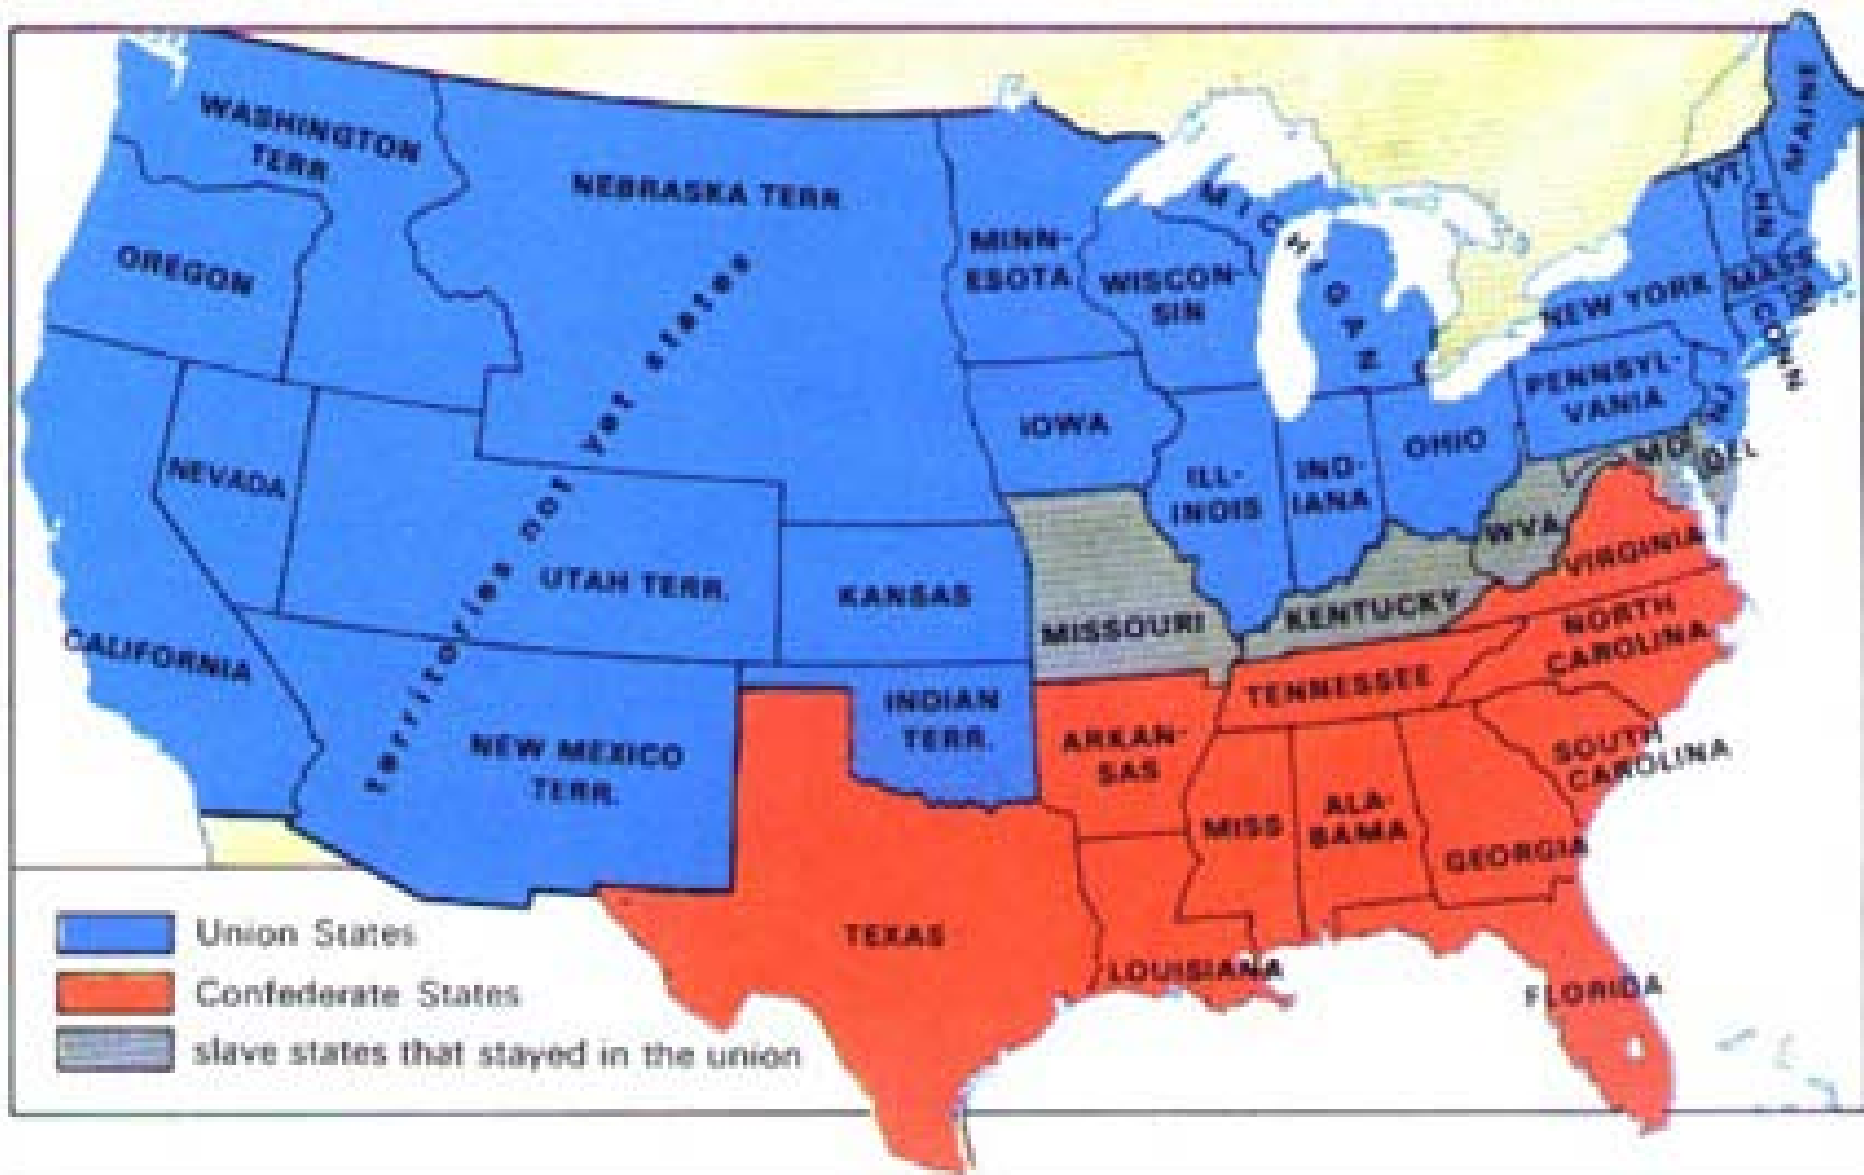 WASHINGTON
TERR
OREGON
NEBRASKA TERR.
territories not yet states
NEVADA
UTAH TERR.
CALIFORNIA
NEW MEXICO
TERR.
KANSAS
INDIAN
TERR.
MINN-
ESOTA
WISCON-
SIN
MICHIGAN
IOWA
ILL-
INOIS
IND-
IANA
OHIO
PENNSYL-
VANIA
NEW YORK
VT.
NH
MAINE
MASS
RI
CONN
NJ
MD
DEL
WVA
VIRGINIA
MISSOURI
KENTUCKY
NORTH
CAROLINA
TENNESSEE
ARKAN-
SAS
SOUTH
CAROLINA
MISS
ALA-
BAMA
GEORGIA
TEXAS
LOUISIANA
FLORIDA
Union States
Confederate States
slave states that stayed in the union